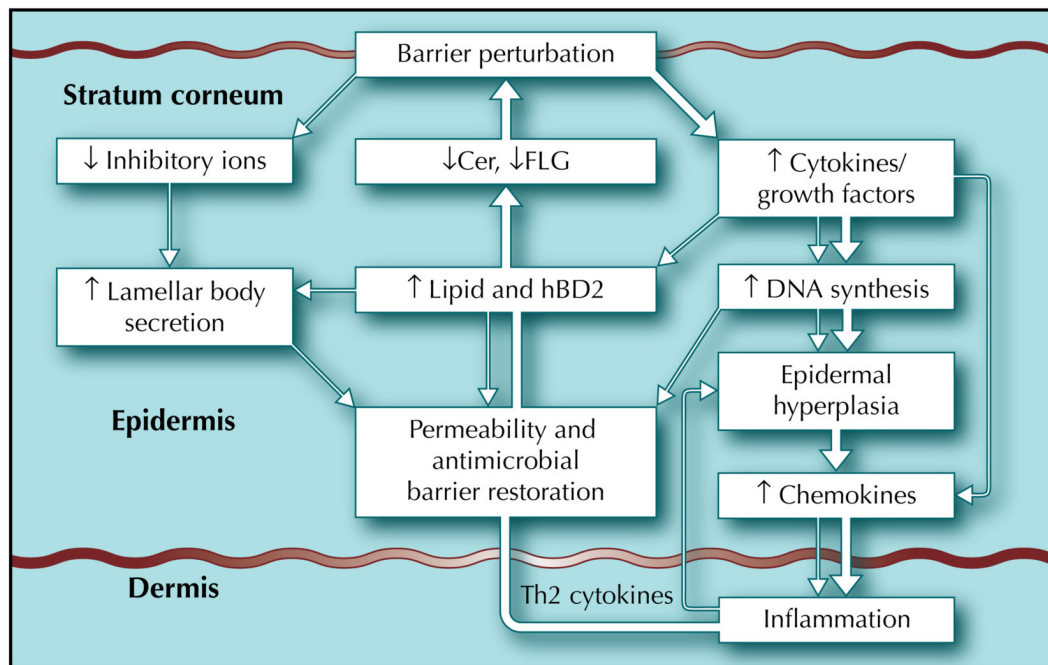 Barrier perturbation
Stratum corneum
↓ Inhibitory ions
↓Cer, ↓FLG
↑ Cytokines/
growth factors
↑ Lamellar body
secretion
↑ Lipid and hBD2
↑ DNA synthesis
Epidermis
Permeability and
antimicrobial
barrier restoration
Epidermal
hyperplasia
↑ Chemokines
Dermis
Th2 cytokines
Inflammation